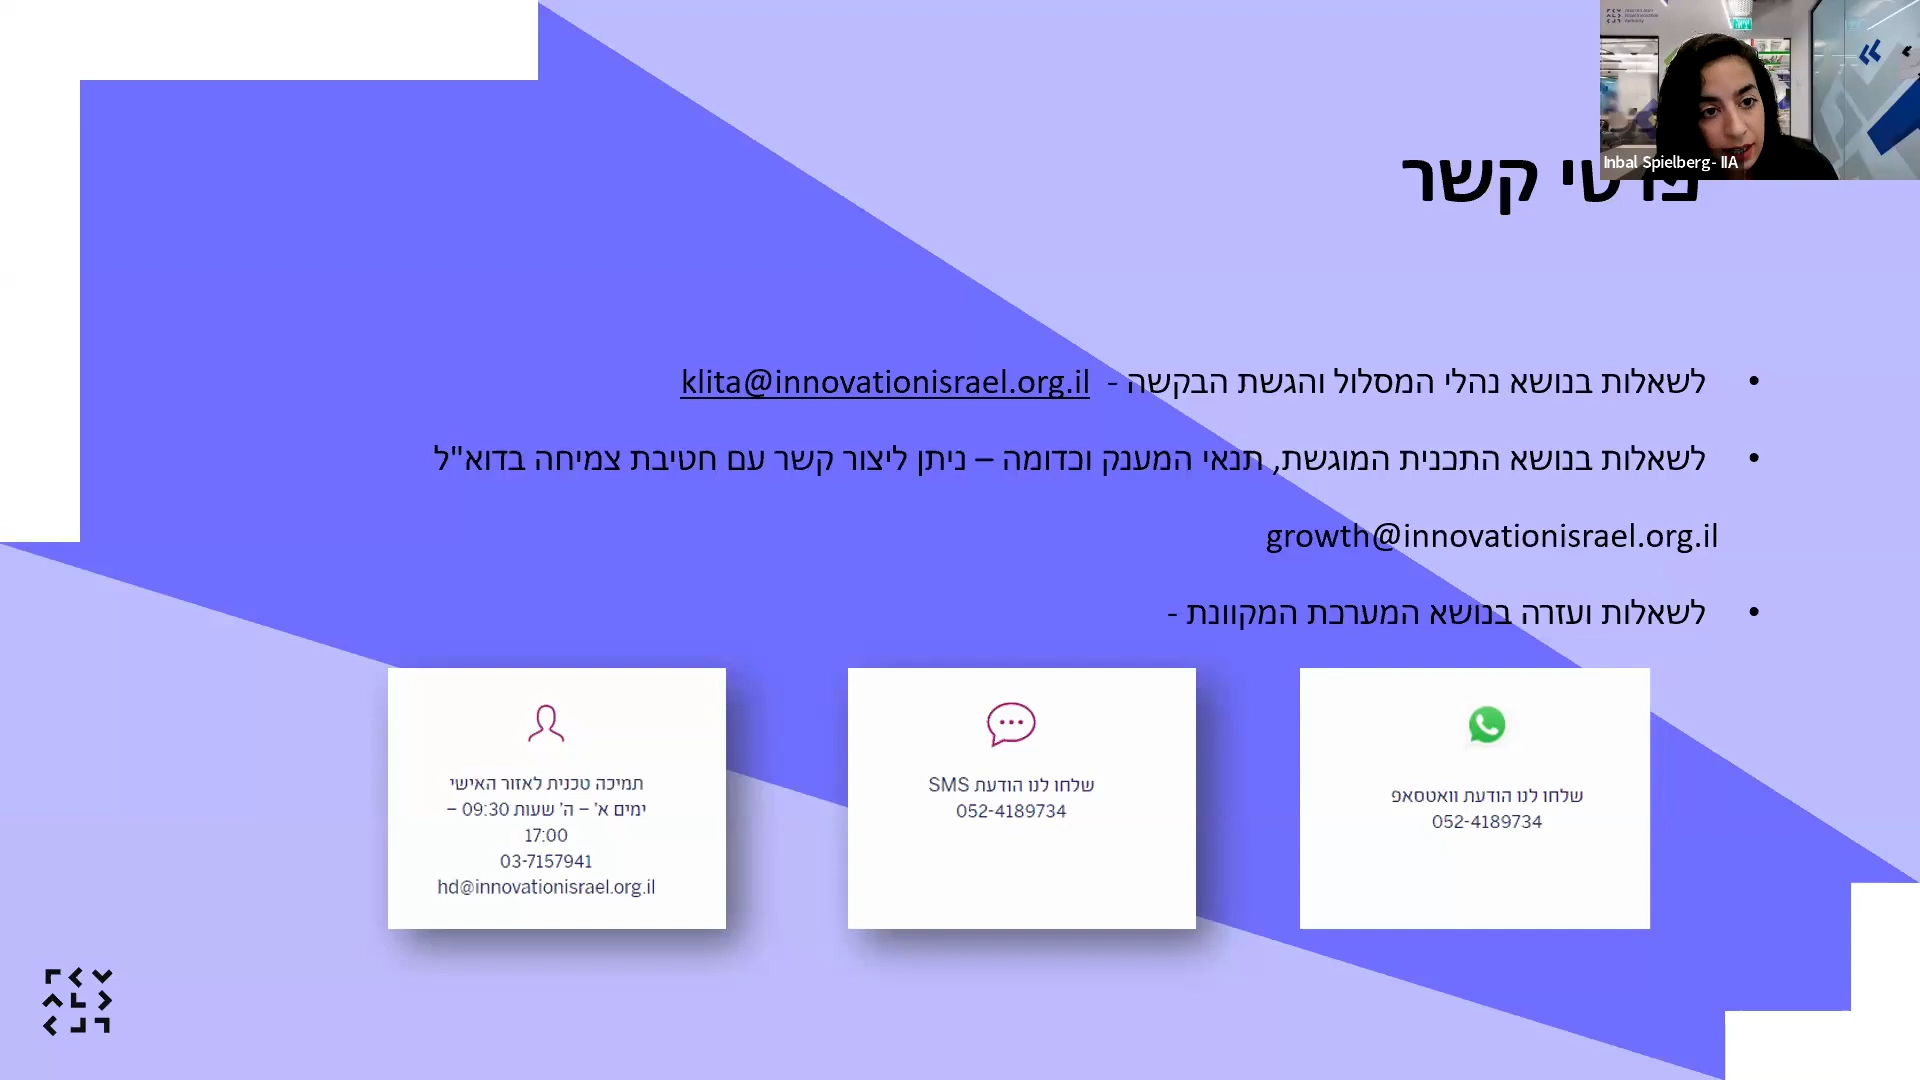 Inbal Spielberg- IIA
פרטי קשר
• לשאלות בנושא נהלי המסלול והגשת הבקשה - klita@innovationisrael.org.il
• לשאלות בנושא התכנית המוגשת, תנאי המענק וכדומה – ניתן ליצור קשר עם חטיבת צמיחה בדוא"ל
growth@innovationisrael.org.il
• לשאלות ועזרה בנושא המערכת המקוונת -
שלחו לנו הודעת וואטסאפ
052-4189734
שלחו לנו הודעת SMS
052-4189734
תמיכה טכנית לאזור האישי
ימים א' – ה' שעות 09:30 –
17:00
03-7157941
hd@innovationisrael.org.il